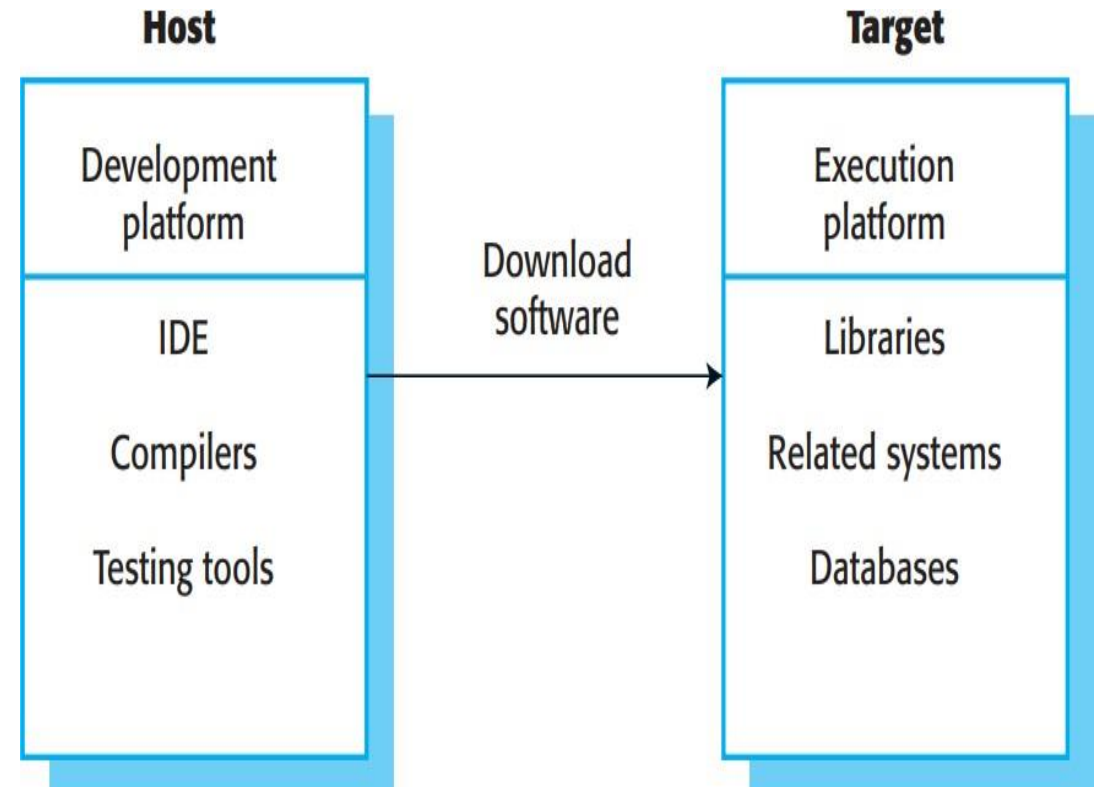 Host
Development
platform
IDE
Compilers
Testing tools
Download
software
Target
Execution
platform
Libraries
Related systems
Databases